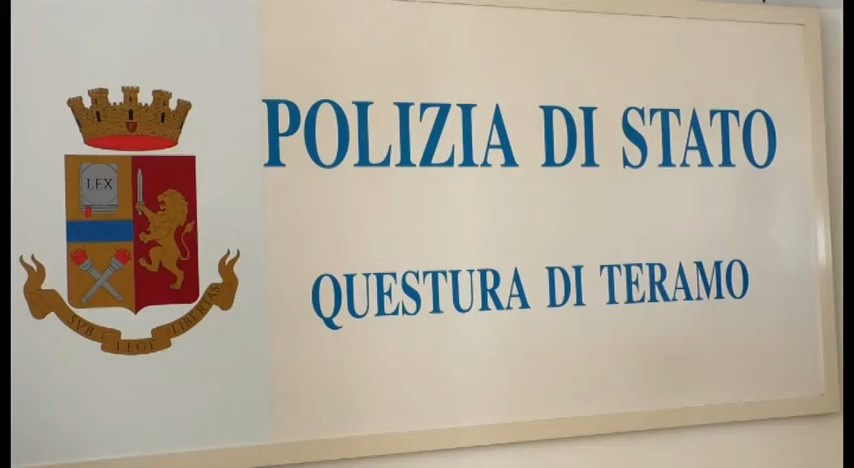 POLIZIA DI STATO
LEX
QUESTURA DI TERAMO
SVB LEGE LIBERTAS